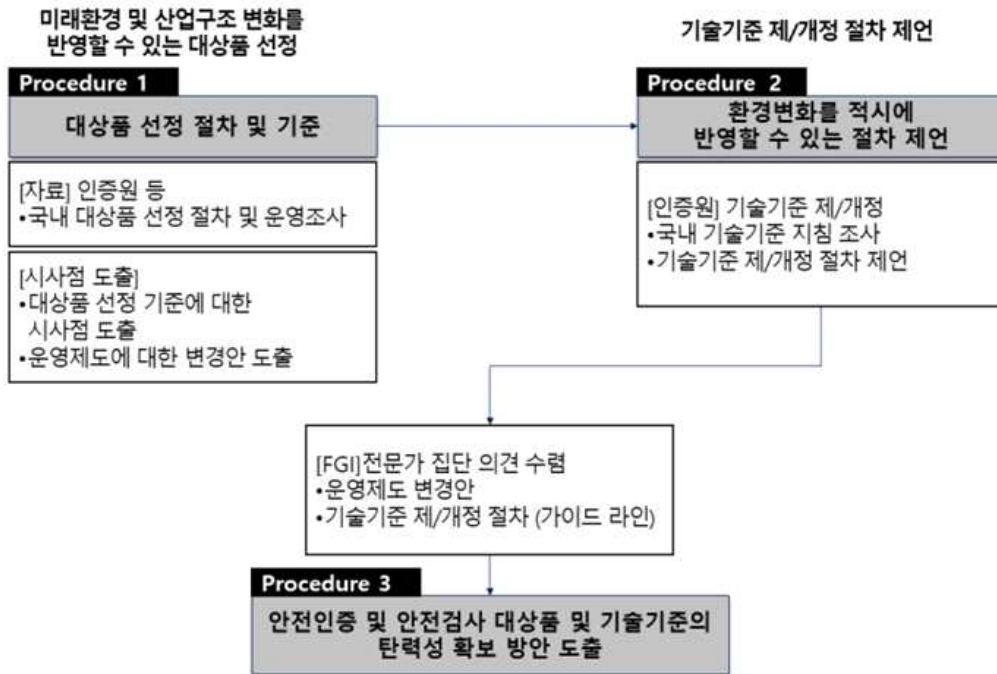 미래환경 및 산업구조 변화를
반영할 수 있는 대상품 선정
Procedure 1
대상품 선정 절차 및 기준
[자료] 인증원 등
•국내 대상품 선정 절차 및 운영조사
[시사점 도출]
•대상품 선정 기준에 대한
시사점 도출
•운영제도에 대한 변경안 도출
기술기준 제/개정 절차 제언
Procedure 2
환경변화를 적시에
반영할 수 있는 절차 제언
[인증원] 기술기준 제/개정
•국내 기술기준 지침 조사
•기술기준 제/개정 절차 제언
[FGI]전문가 집단 의견 수렴
•운영제도 변경안
•기술기준 제/개정 절차 (가이드 라인)
Procedure 3
안전인증 및 안전검사 대상품 및 기술기준의
탄력성 확보 방안 도출